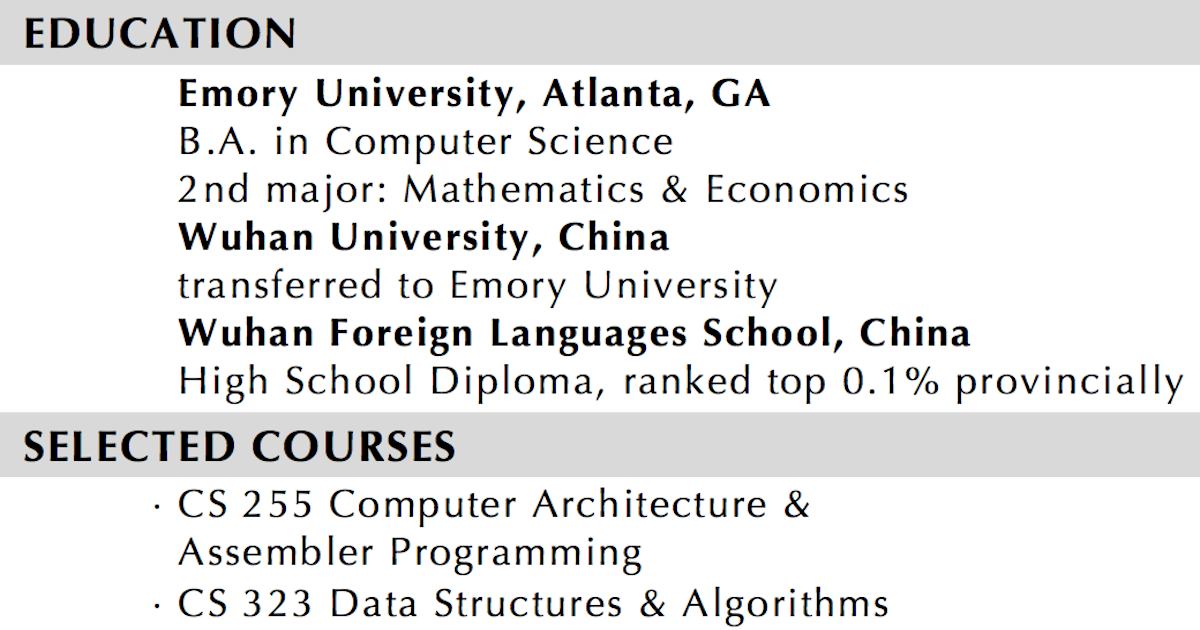 EDUCATION
Emory University, Atlanta, GA
B.A. in Computer Science
2nd major: Mathematics & Economics
Wuhan University, China
transferred to Emory University
Wuhan Foreign Languages School, China
High School Diploma, ranked top 0.1% provincially
SELECTED COURSES
· CS 255 Computer Architecture &
Assembler Programming
· CS 323 Data Structures & Algorithms